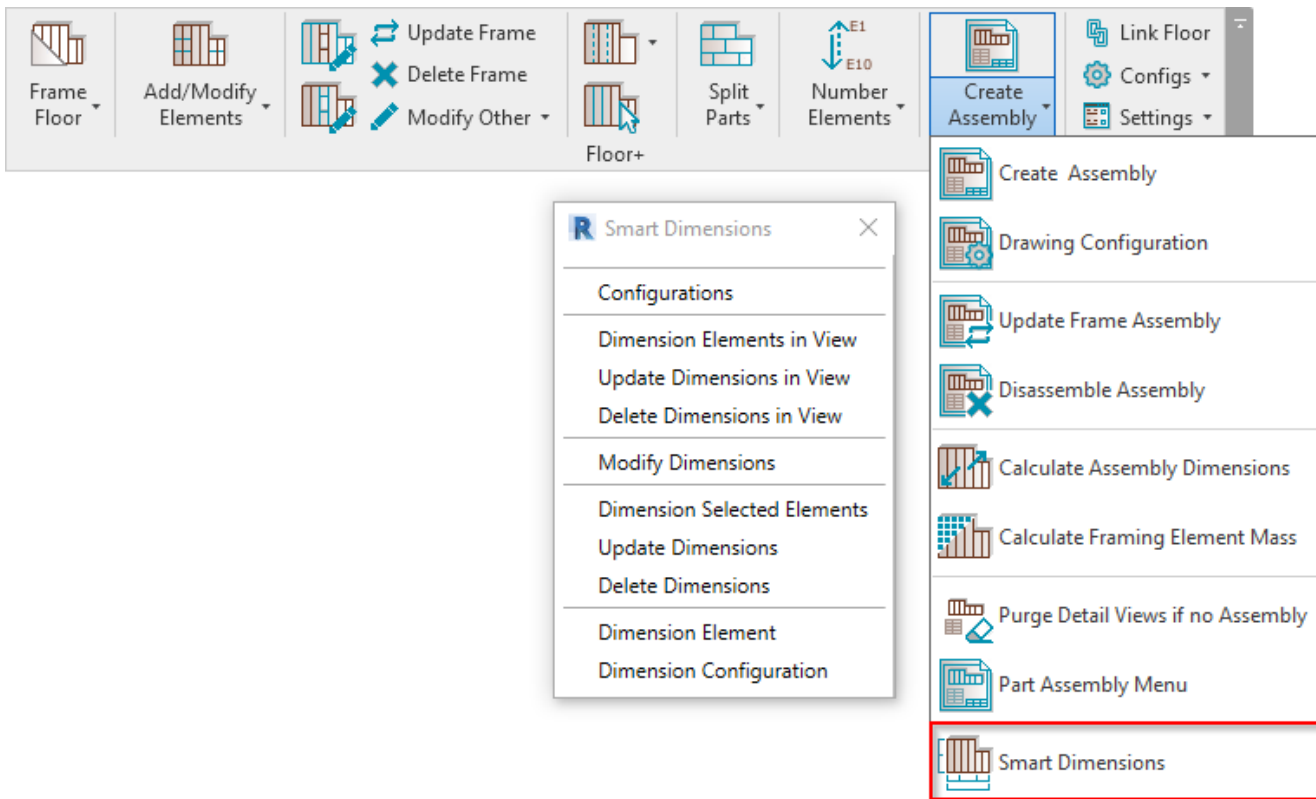 Frame
Floor
Add/Modify
Elements
Update Frame
Delete Frame
Modify Other
Split
Parts
E1
E10
Number
Elements
Create
Assembly
Link Floor
Configs
Settings
Floor+
Create Assembly
Drawing Configuration
Update Frame Assembly
Disassemble Assembly
Calculate Assembly Dimensions
Calculate Framing Element Mass
Purge Detail Views if no Assembly
Part Assembly Menu
Smart Dimensions
R Smart Dimensions
Configurations
Dimension Elements in View
Update Dimensions in View
Delete Dimensions in View
Modify Dimensions
Dimension Selected Elements
Update Dimensions
Delete Dimensions
Dimension Element
Dimension Configuration